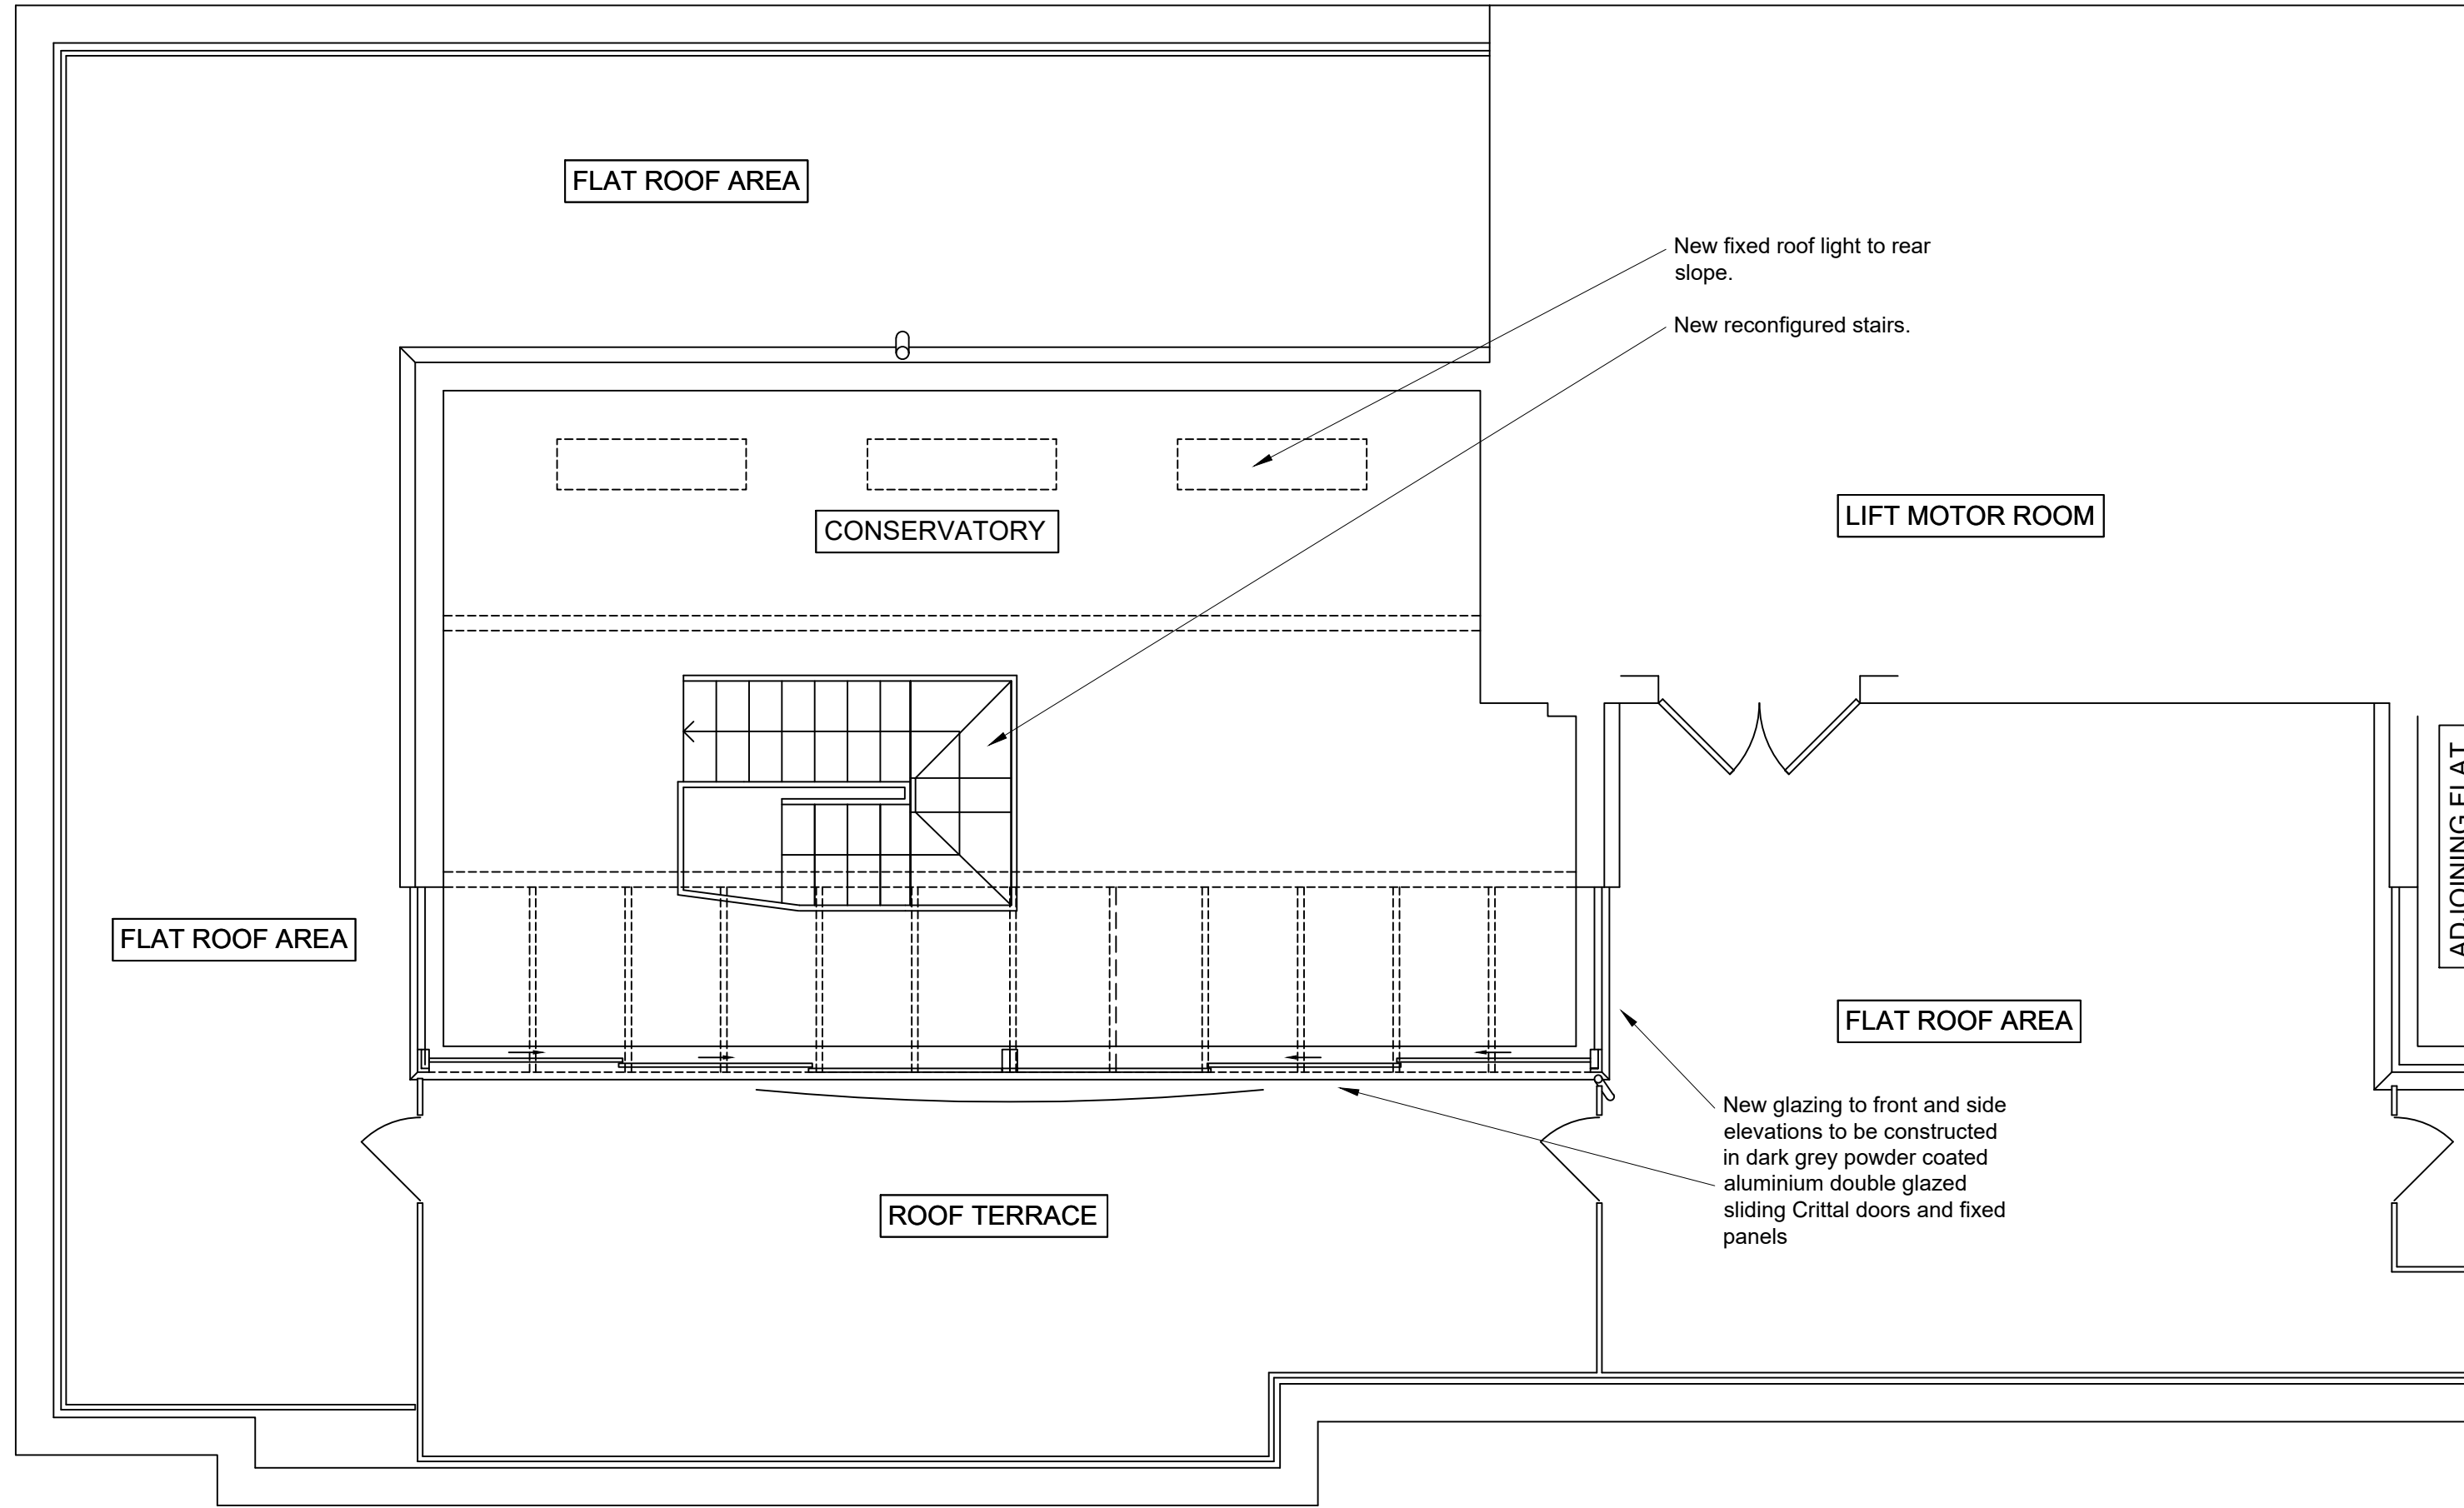 FLAT ROOF AREA
New fixed roof light to rear
slope.
New reconfigured stairs.
CONSERVATORY
LIFT MOTOR ROOM
ADJOINING FLAT
FLAT ROOF AREA
FLAT ROOF AREA
New glazing to front and side
elevations to be constructed
in dark grey powder coated
aluminium double glazed
sliding Crittal doors and fixed
panels
ROOF TERRACE